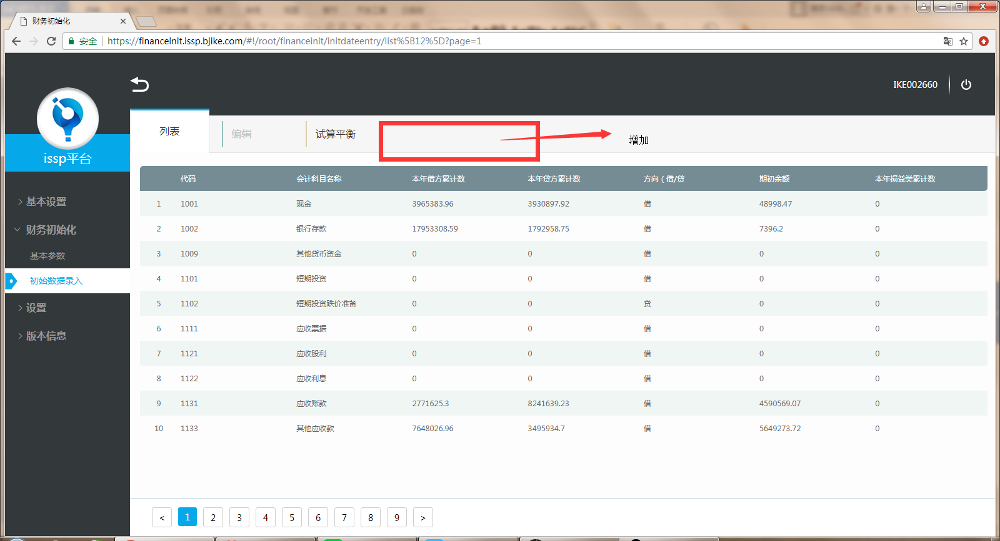 财务初始化
安全
https://financeinit.issp.bjike.com/#!/root/financeinit/initdateentry/list%5B12%5D?page=1
IKE002660
issp平台
列表
编辑
试算平衡
增加
基本设置
财务初始化
基本参数
初始数据录入
设置
版本信息
代码 会计科目名称 本年借方累计数 本年贷方累计数 方向（借/贷 期初余额 本年损益类累计数
1 1001 现金 3965383.96 3930897.92 借 48998.47 0
2 1002 银行存款 17953308.59 1792958.75 借 7396.2 0
3 1009 其他货币资金 0 0 借 0 0
4 1101 短期投资 0 0 借 0 0
5 1102 短期投资跌价准备 0 0 贷 0 0
6 1111 应收票据 0 0 借 0 0
7 1121 应收股利 0 0 借 0 0
8 1122 应收利息 0 0 借 0 0
9 1131 应收账款 2771625.3 8241639.23 借 4590569.07 0
10 1133 其他应收款 7648026.96 3495934.7 借 5649273.72 0
< 1 2 3 4 5 6 7 8 9 >